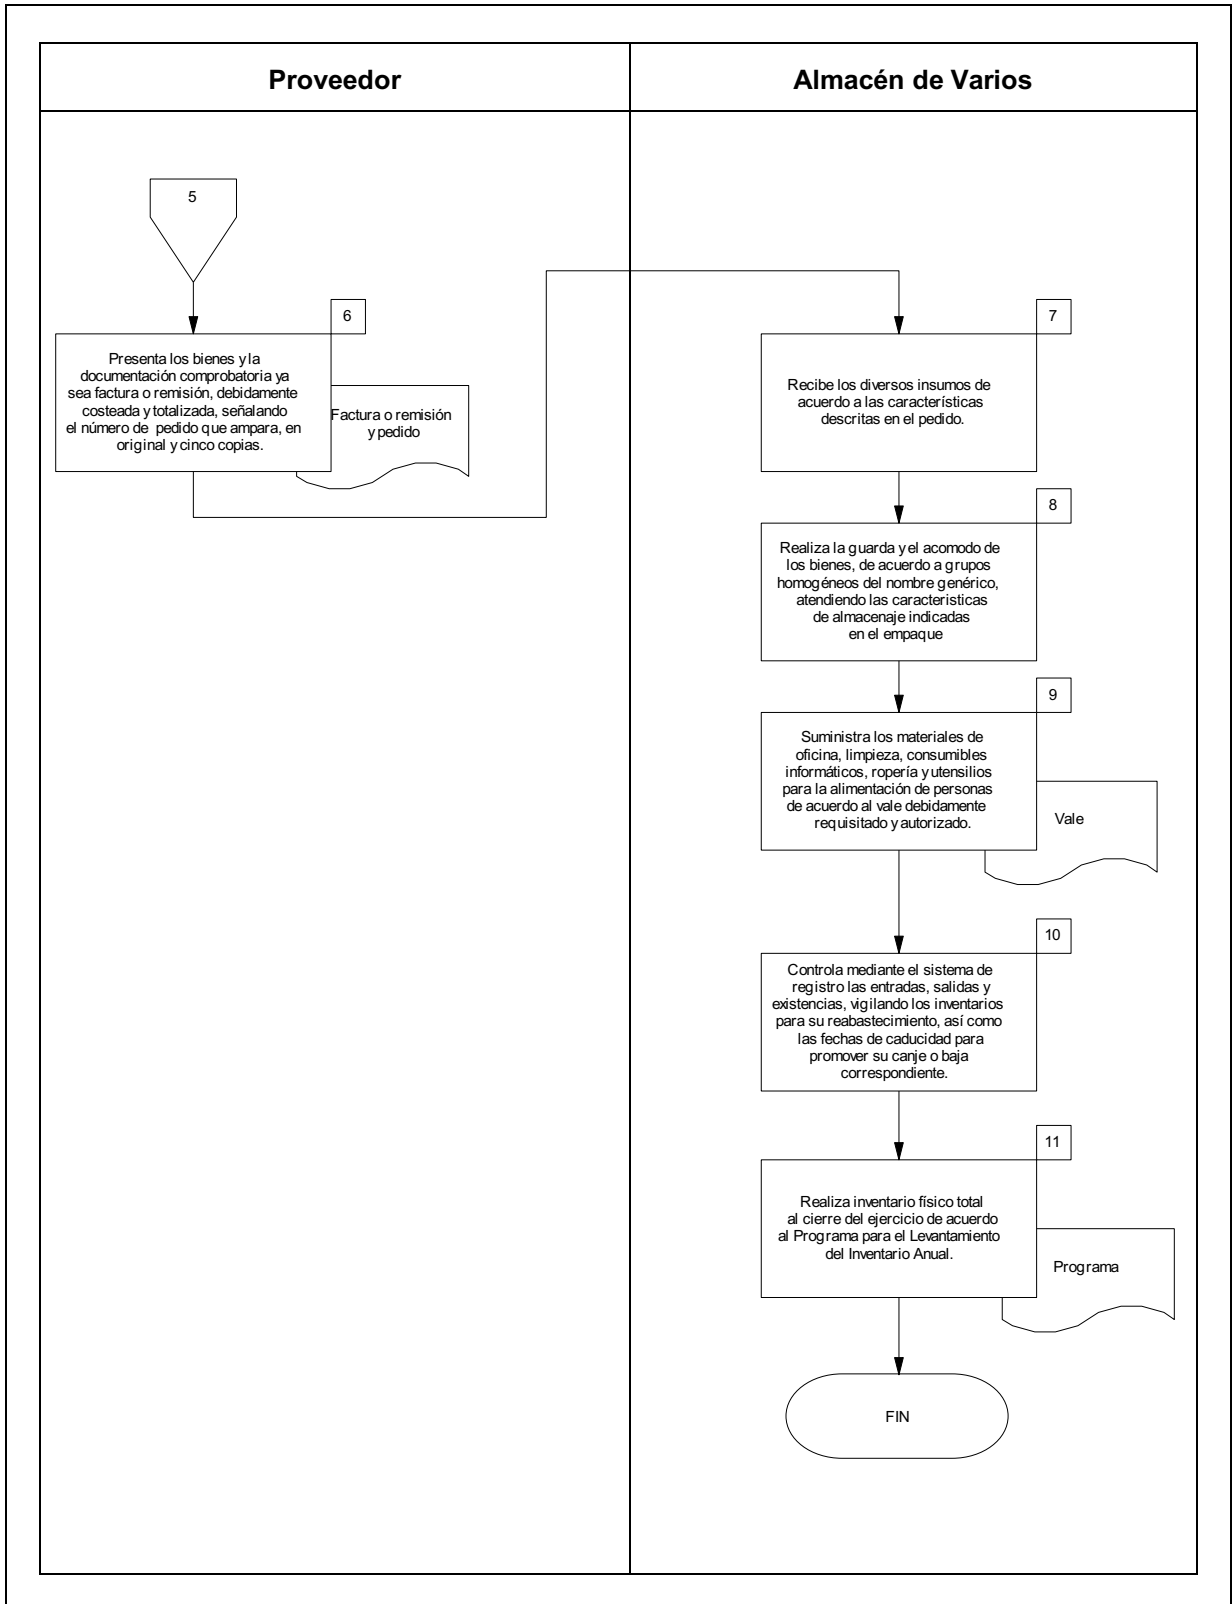 Proveedor
Almacén de Varios
5
6
Presenta los bienes y la
documentación comprobatoria ya
sea factura o remisión, debidamente
costeada y totalizada, señalando
el número de pedido que ampara, en
original y cinco copias.
Factura o remisión
y pedido
7
Recibe los diversos insumos de
acuerdo a las características
descritas en el pedido.
8
Realiza la guarda y el acomodo de
los bienes, de acuerdo a grupos
homogéneos del nombre genérico,
atendiendo las caracteristicas
de almacenaje indicadas
en el empaque
9
Suministra los materiales de
oficina, limpieza, consumibles
informáticos, ropería y utensilios
para la alimentación de personas
de acuerdo al vale debidamente
requisitado y autorizado.
Vale
10
Controla mediante el sistema de
registro las entradas, salidas y
existencias, vigilando los inventarios
para su reabastecimiento, así como
las fechas de caducidad para
promover su canje o baja
correspondiente.
11
Realiza inventario físico total
al cierre del ejercicio de acuerdo
al Programa para el Levantamiento
del Inventario Anual.
Programa
FIN